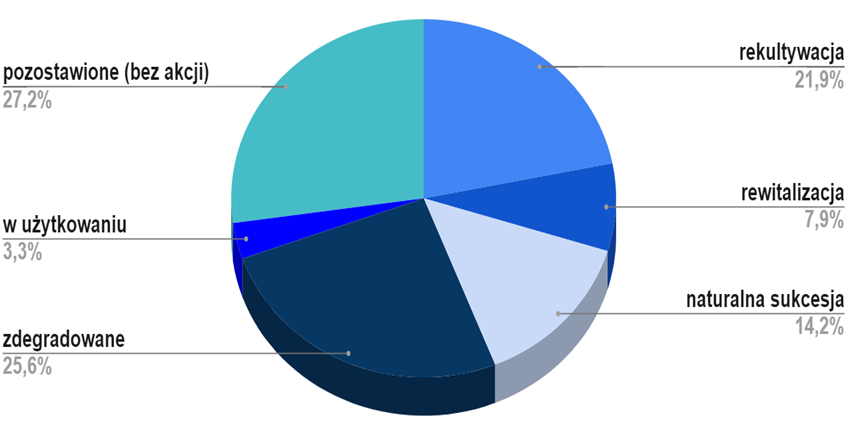 rekultywacja
21,9%
rewitalizacja
7,9%
naturalna sukcesja
14,2%
zdegradowane
25,6%
w użytkowaniu
3,3%
pozostawione (bez akcji)
27,2%